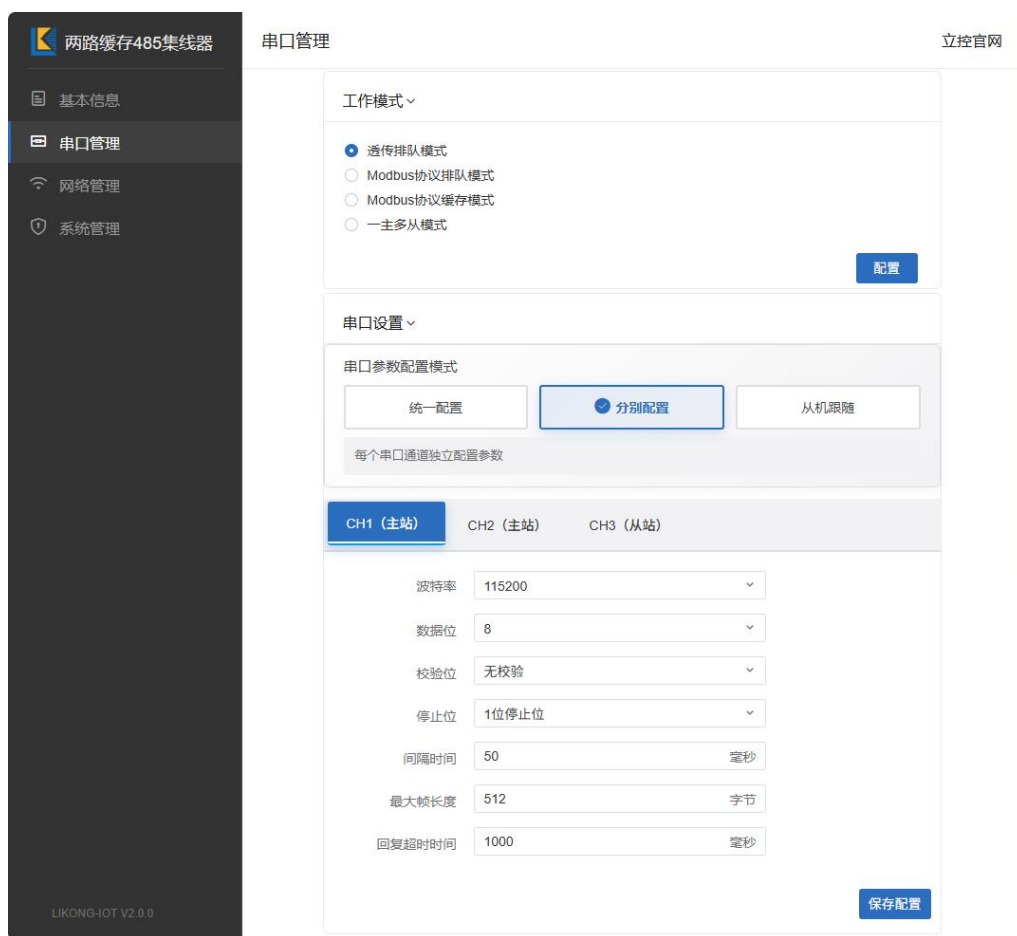 两路缓存485集线器
串口管理
立控官网
基本信息
串口管理
网络管理
系统管理
工作模式
透传排队模式
Modbus协议排队模式
Modbus协议缓存模式
一主多从模式
配置
串口设置
串口参数配置模式
统一配置
分别配置
从机跟随
每个串口通道独立配置参数
CH1（主站）
CH2（主站）
CH3（从站）
波特率 115200
数据位 8
校验位 无校验
停止位 1位停止位
间隔时间 50 毫秒
最大帧长度 512 字节
回复超时时间 1000 毫秒
保存配置
LIKONG-IOT V2.0.0